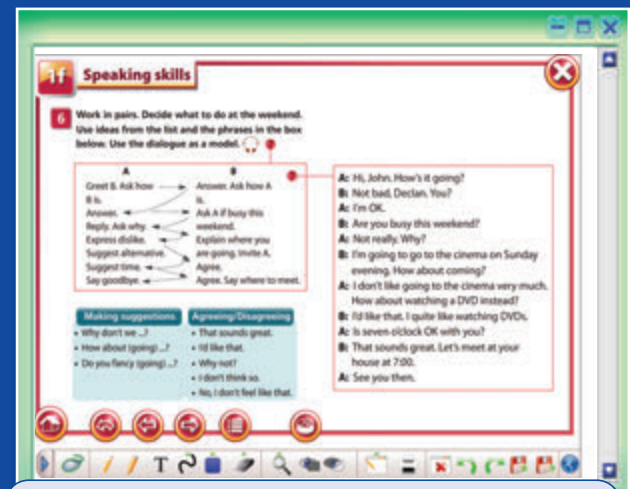 1f Speaking skills
6 Work in pairs. Decide what to do at the weekend.
Use ideas from the list and the phrases in the box
below. Use the dialogue as a model.
A
Greet B. Ask how
B is.
Answer.
Reply. Ask why.
Express dislike.
Suggest alternative.
Suggest time.
Say goodbye.
B
Answer. Ask how A
is.
Ask A if busy this
weekend.
Explain where you
are going. Invite A.
Agree.
Agree. Say where to meet.
Making suggestions
• Why don't we ...?
• How about (going) ...?
• Do you fancy (going) ...?
Agreeing/Disagreeing
• That sounds great.
• I'd like that.
• Why not?
• I don't think so.
• No, I don't feel like that.
A: Hi, John. How's it going?
B: Not bad, Declan. You?
A: I'm OK.
B: Are you busy this weekend?
A: Not really. Why?
B: I'm going to go to the cinema on Sunday
evening. How about coming?
A: I don't like going to the cinema very much.
How about watching a DVD instead?
B: I'd like that. I quite like watching DVDs.
A: Is seven o'clock OK with you?
B: That sounds great. Let's meet at your
house at 7:00.
A: See you then.
T